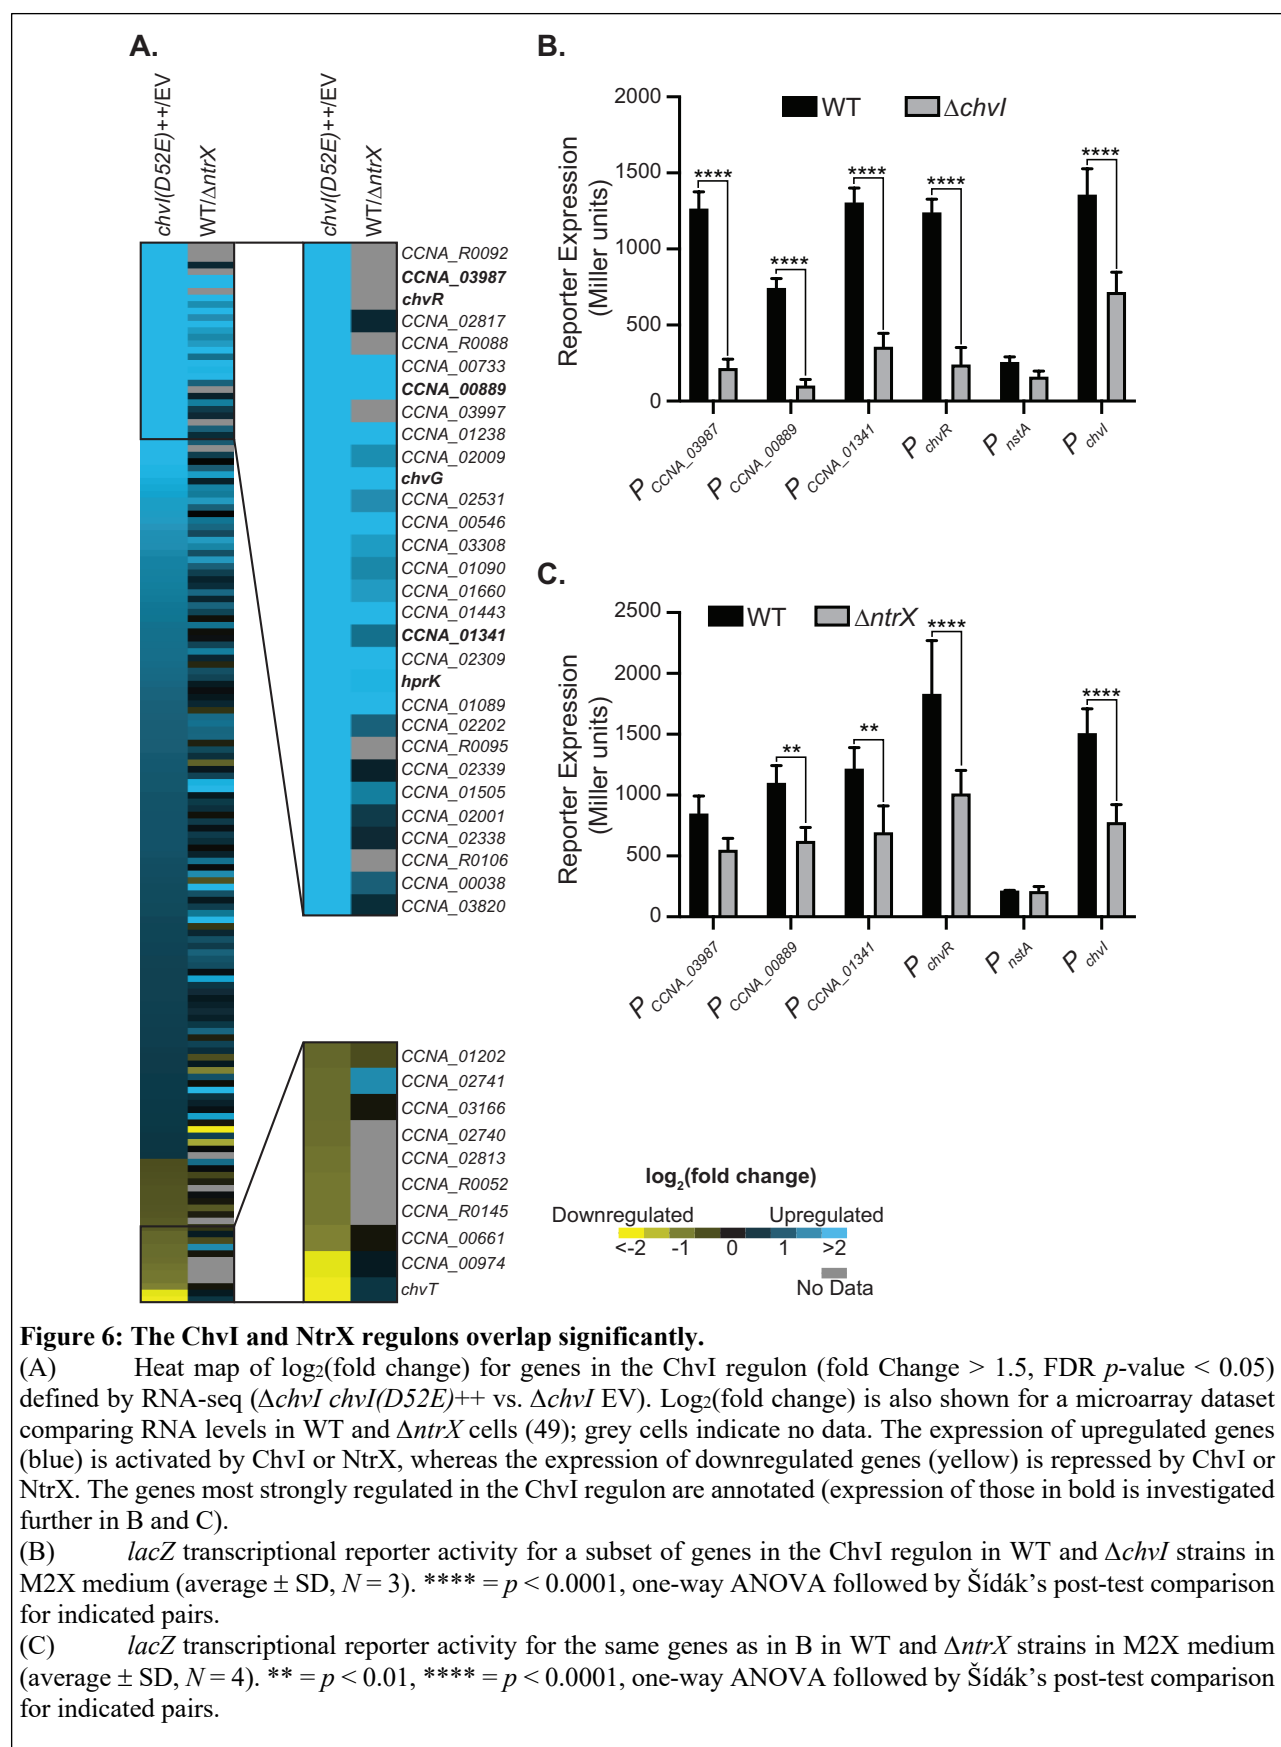 A.
chvI(D52E)++/EV
WT/ΔntrX
chvI(D52E)++/EV
WT/ΔntrX
CCNA_R0092
CCNA_03987
chvR
CCNA_02817
CCNA_R0088
CCNA_00733
CCNA_00889
CCNA_03997
CCNA_01238
CCNA_02009
chvG
CCNA_02531
CCNA_00546
CCNA_03308
CCNA_01090
CCNA_01660
CCNA_01443
CCNA_01341
CCNA_02309
hprK
CCNA_01089
CCNA_02202
CCNA_R0095
CCNA_02339
CCNA_01505
CCNA_02001
CCNA_02338
CCNA_R0106
CCNA_00038
CCNA_03820
CCNA_01202
CCNA_02741
CCNA_03166
CCNA_02740
CCNA_02813
CCNA_R0052
CCNA_R0145
CCNA_00661
CCNA_00974
chvT
B.
Reporter Expression
(Miller units)
2000
1500
1000
500
0
WT
ΔchvI
****
****
****
****
****
P CCNA_03987
P CCNA_00889
P CCNA_01341
P chvR
P nstA
P chvI
C.
Reporter Expression
(Miller units)
2500
2000
1500
1000
500
0
WT
ΔntrX
**
**
****
****
P CCNA_03987
P CCNA_00889
P CCNA_01341
P chvR
P nstA
P chvI
log2(fold change)
Downregulated Upregulated
<-2 -1 0 1 >2
No Data
Figure 6: The ChvI and NtrX regulons overlap significantly.
(A) Heat map of log2(fold change) for genes in the ChvI regulon (fold Change > 1.5, FDR p-value < 0.05)
defined by RNA-seq (ΔchvI chvI(D52E)++ vs. ΔchvI EV). Log2(fold change) is also shown for a microarray dataset
comparing RNA levels in WT and ΔntrX cells (49); grey cells indicate no data. The expression of upregulated genes
(blue) is activated by ChvI or NtrX, whereas the expression of downregulated genes (yellow) is repressed by ChvI or
NtrX. The genes most strongly regulated in the ChvI regulon are annotated (expression of those in bold is investigated
further in B and C).
(B) lacZ transcriptional reporter activity for a subset of genes in the ChvI regulon in WT and ΔchvI strains in
M2X medium (average ± SD, N = 3). **** = p < 0.0001, one-way ANOVA followed by Šídák’s post-test comparison
for indicated pairs.
(C) lacZ transcriptional reporter activity for the same genes as in B in WT and ΔntrX strains in M2X medium
(average ± SD, N = 4). ** = p < 0.01, **** = p < 0.0001, one-way ANOVA followed by Šídák’s post-test comparison
for indicated pairs.